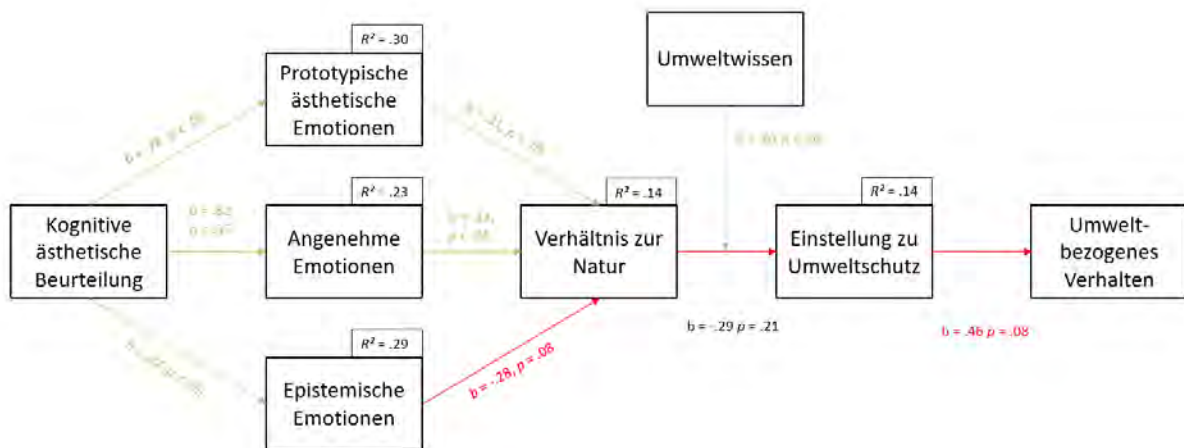 R² = .30
Prototypische
ästhetische
Emotionen
Umweltwissen
R² = .23
R² = .14
R² = .14
Kognitive
ästhetische
Beurteilung
Angenehme
Emotionen
Verhältnis zur
Natur
Einstellung zu
Umweltschutz
Umwelt-
bezogenes
Verhalten
b = -.29 p = .21
b = .46 p = .08
R² = .29
b = -.28, p = .08
Epistemische
Emotionen